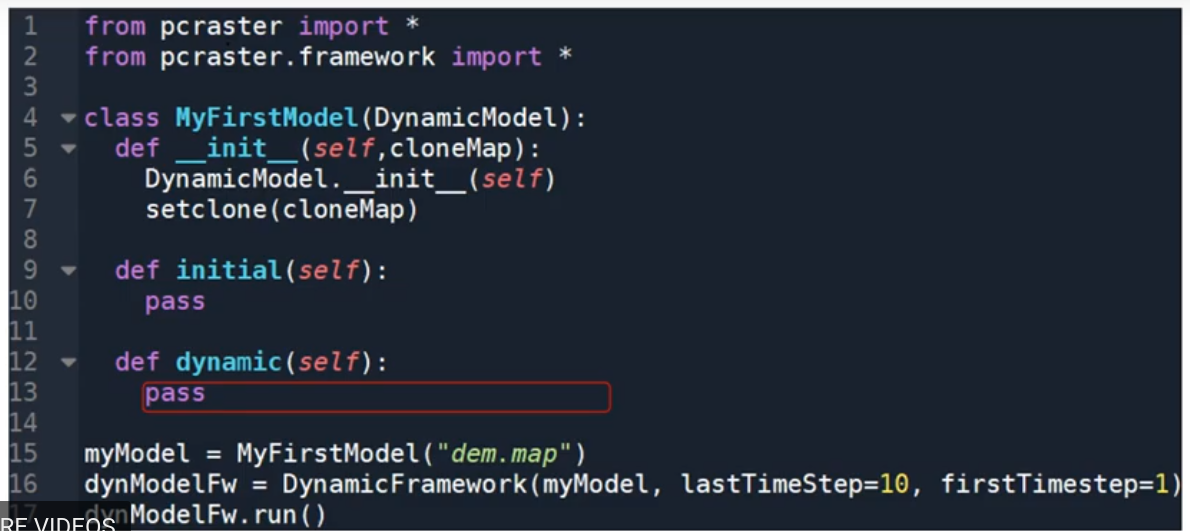 1 from pcraster import *
2 from pcraster.framework import *
3
4 class MyFirstModel(DynamicModel):
5   def __init__(self,cloneMap):
6     DynamicModel.__init__(self)
7     setclone(cloneMap)
8
9   def initial(self):
10     pass
11
12   def dynamic(self):
13     pass
14
15 myModel = MyFirstModel("dem.map")
16 dynModelFw = DynamicFramework(myModel, lastTimeStep=10, firstTimestep=1)
17 dynModelFw.run()
RE VIDEOS